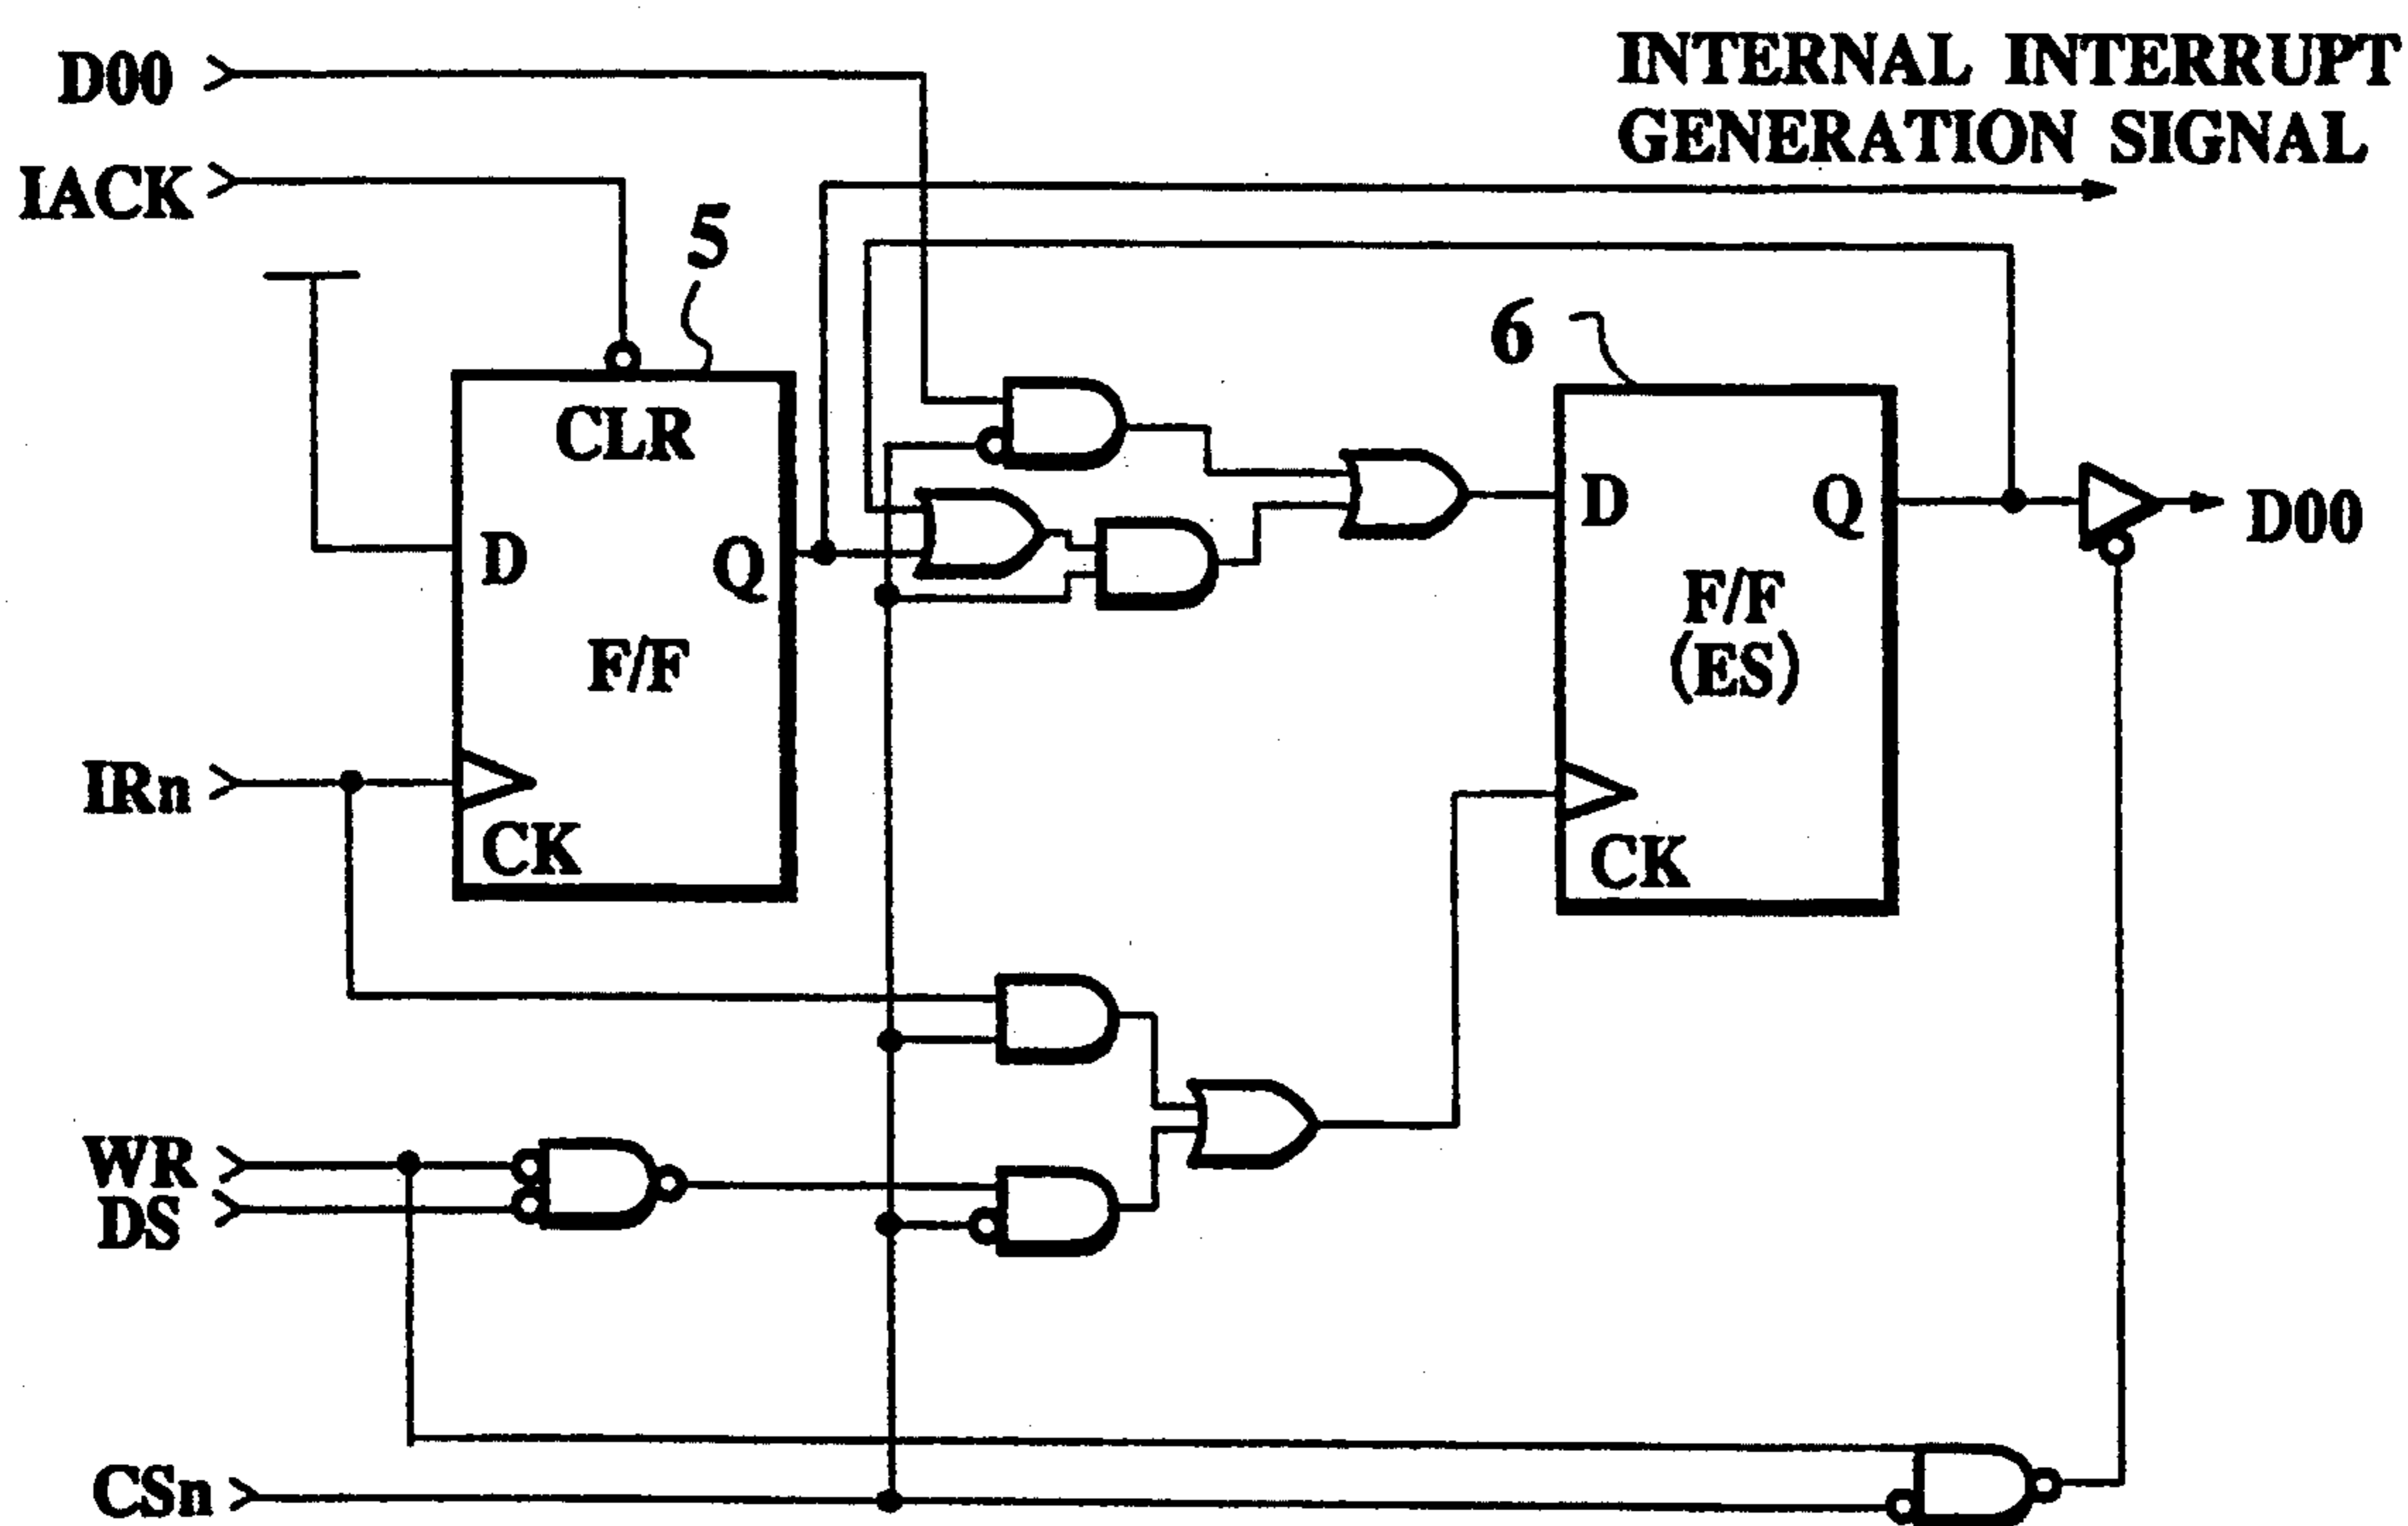 D00
INTERNAL INTERRUPT
GENERATION SIGNAL
IACK
5
6
CLR
D
Q
F/F
CK
D
Q
D00
F/F
(ES)
CK
IRn
WR
DS
CSn